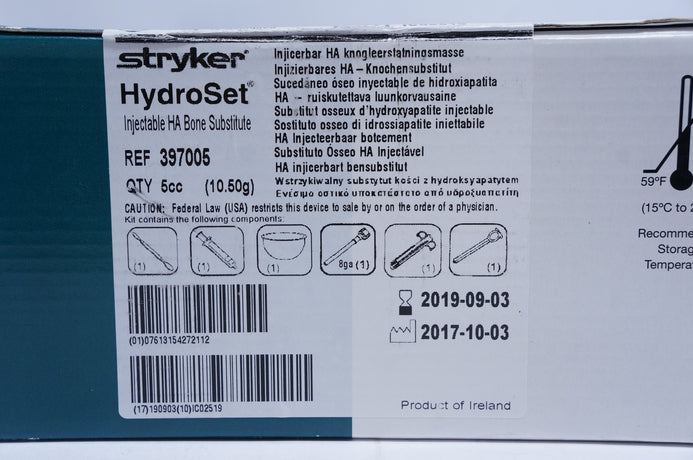 stryker®
HydroSet®
Injectable HA Bone Substitute
REF 397005
QTY 5cc (10.50g)
Injicerbar HA knogleerstatningsmasse
Injizierbares HA – Knochensubstitut
Sucedáneo óseo inyectable de hidroxiapatita
HA – ruiskutettava luunkorvausaine
Substitut osseux d'hydroxyapatite injectable
Sostituto osseo di idrossiapatite iniettabile
HA Injecteerbaar botcement
Substituto Ósseo HA Injectável
HA injicerbart bensubstitut
Wstrzykiwalny substytut kości z hydroksyapatytem
Ενέσιμο οστικό υποκατάστατο από υδροξυαπατίτη
CAUTION: Federal Law (USA) restricts this device to sale by or on the order of a physician.
Kit contains the following components:
(1) (1) (1) 8ga (1) (1) (1)
(01)07613154272112
(17)190903(10)IC02519
2019-09-03
2017-10-03
Product of Ireland
59°F
(15°C to
Recomme
Storag
Tempera